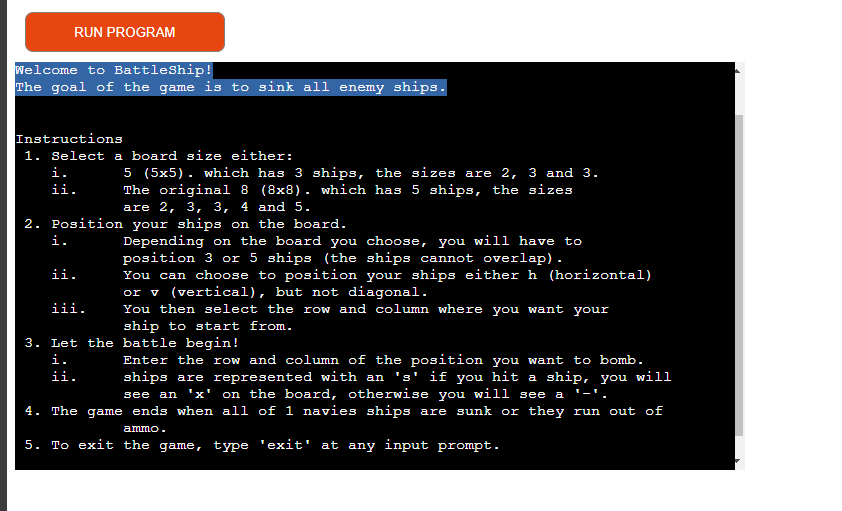 RUN PROGRAM
Welcome to BattleShip!
The goal of the game is to sink all enemy ships.
Instructions
1. Select a board size either:
i. 5 (5x5). which has 3 ships, the sizes are 2, 3 and 3.
ii. The original 8 (8x8). which has 5 ships, the sizes
are 2, 3, 3, 4 and 5.
2. Position your ships on the board.
i. Depending on the board you choose, you will have to
position 3 or 5 ships (the ships cannot overlap).
ii. You can choose to position your ships either h (horizontal)
or v (vertical), but not diagonal.
iii. You then select the row and column where you want your
ship to start from.
3. Let the battle begin!
i. Enter the row and column of the position you want to bomb.
ii. ships are represented with an 's' if you hit a ship, you will
see an 'x' on the board, otherwise you will see a '-'.
4. The game ends when all of 1 navies ships are sunk or they run out of
ammo.
5. To exit the game, type 'exit' at any input prompt.